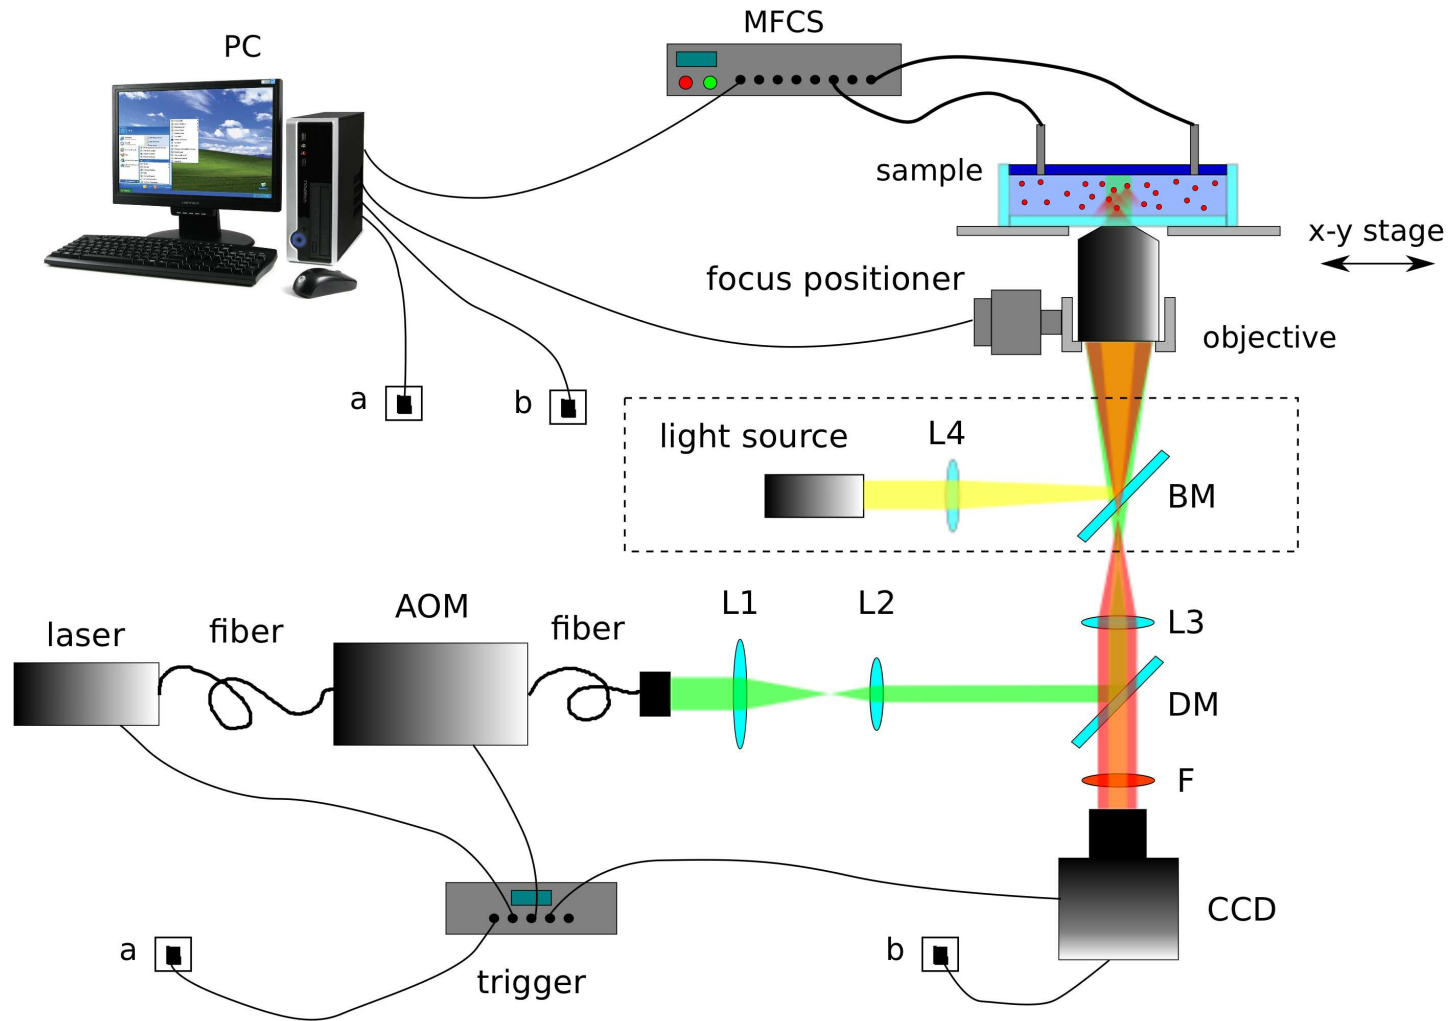 MFCS
PC
sample
x-y stage
focus positioner
objective
a
b
light source
L4
BM
L1
L2
AOM
fiber
fiber
laser
L3
DM
F
CCD
a
b
trigger